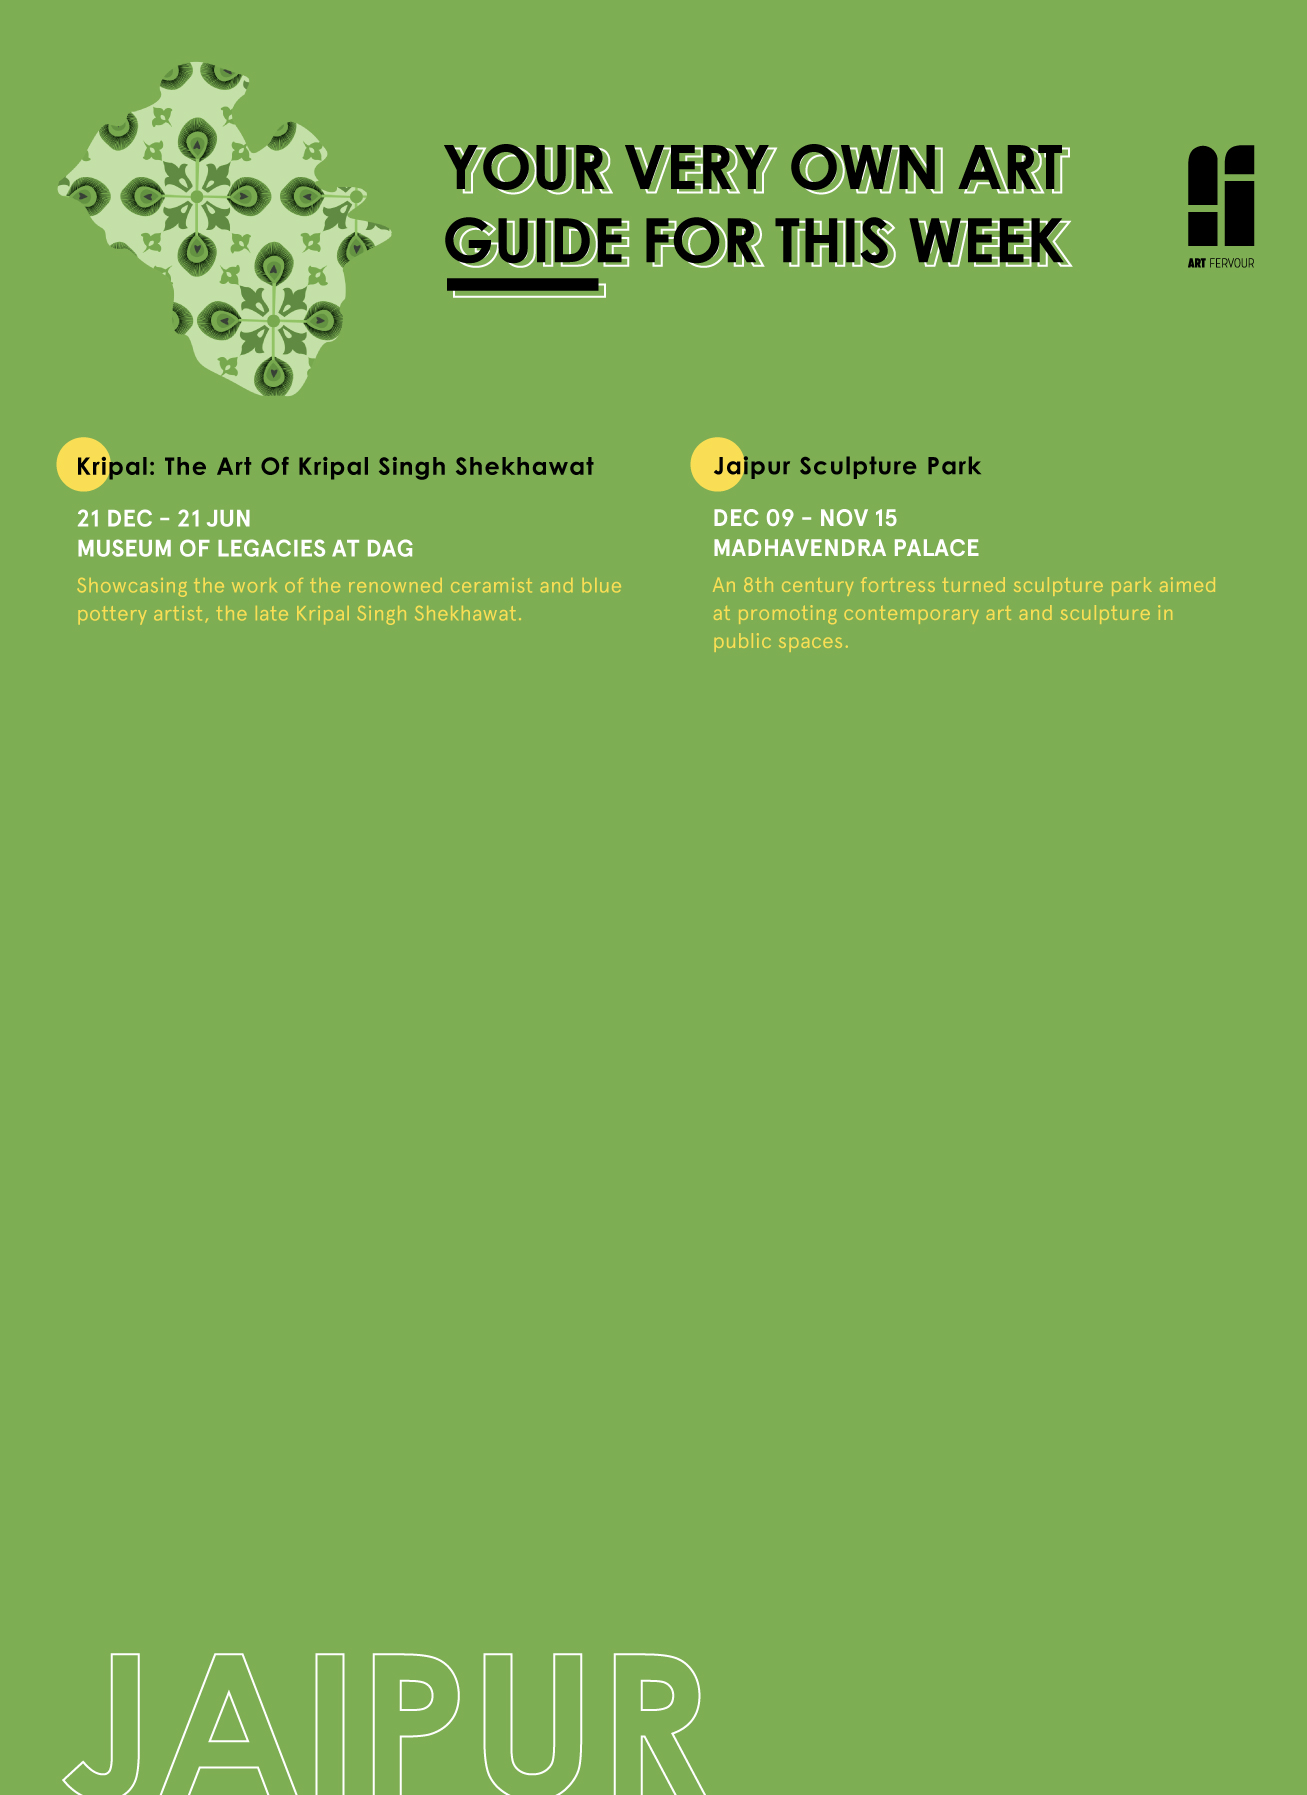 YOUR VERY OWN ART
GUIDE FOR THIS WEEK
ART FERVOUR
Kripal: The Art Of Kripal Singh Shekhawat
21 DEC – 21 JUN
MUSEUM OF LEGACIES AT DAG
Showcasing the work of the renowned ceramist and blue
pottery artist, the late Kripal Singh Shekhawat.
Jaipur Sculpture Park
DEC 09 – NOV 15
MADHAVENDRA PALACE
An 8th century fortress turned sculpture park aimed
at promoting contemporary art and sculpture in
public spaces.
JAIPUR